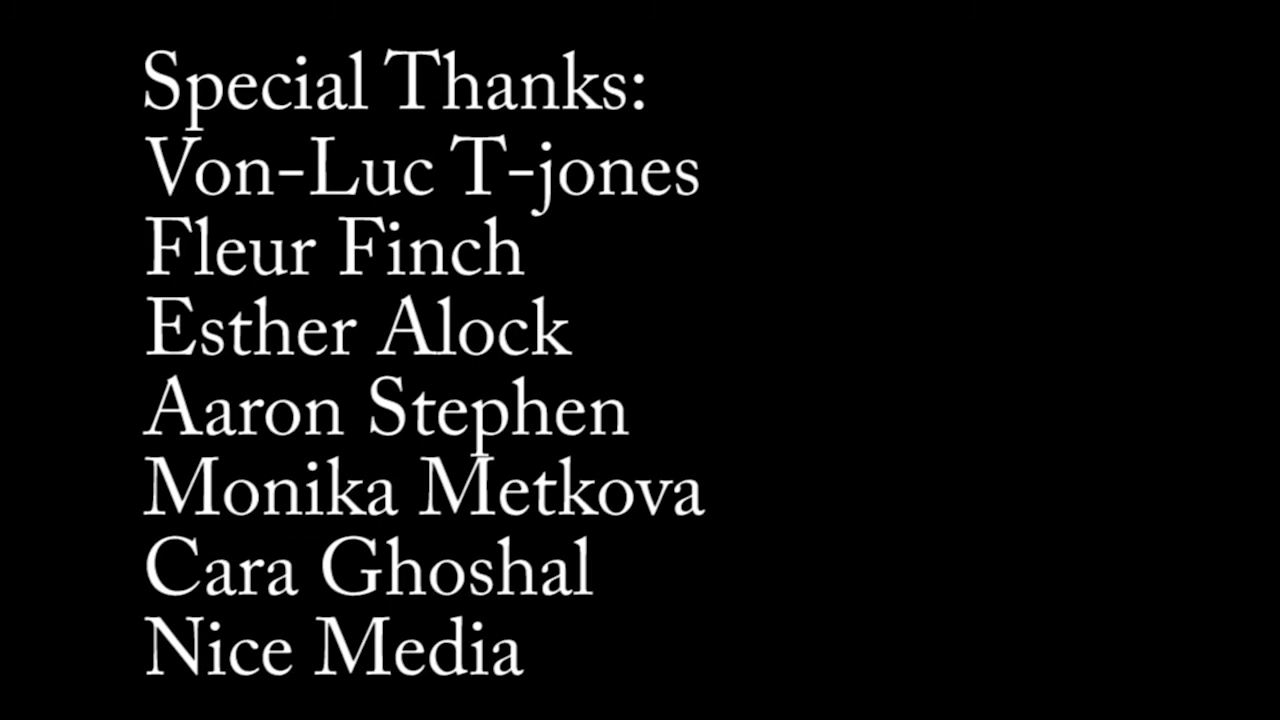 Special Thanks:
Von-Luc T-jones
Fleur Finch
Esther Alock
Aaron Stephen
Monika Metkova
Cara Ghoshal
Nice Media